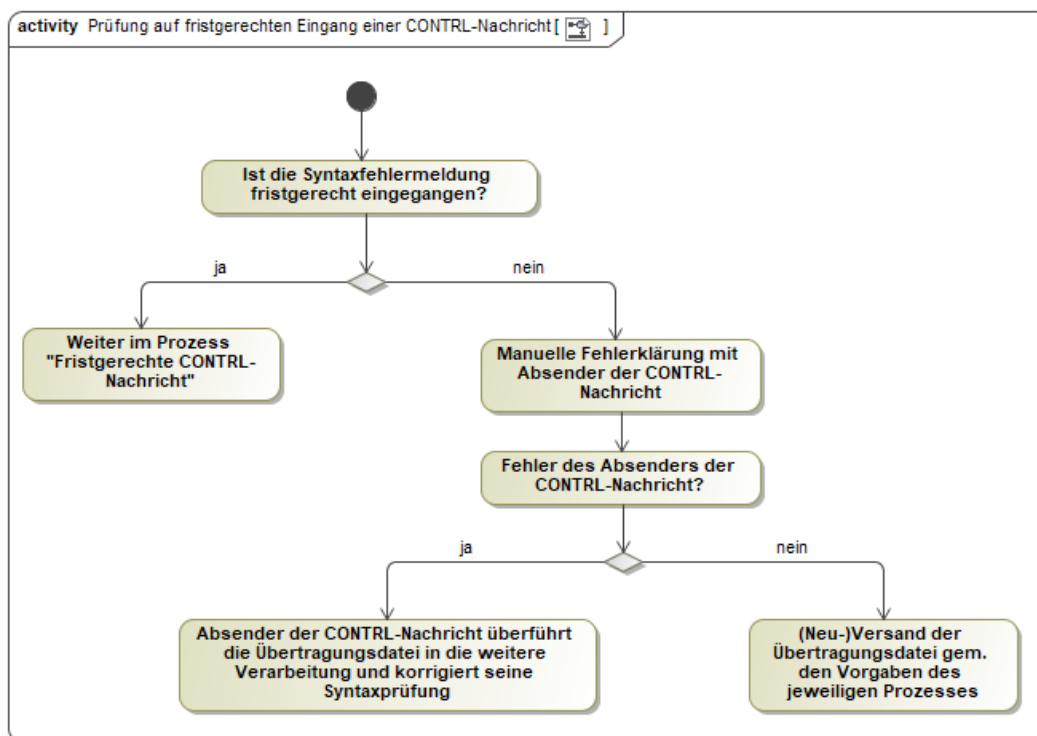 activity Prüfung auf fristgerechten Eingang einer CONTRL-Nachricht [ ]
Ist die Syntaxfehlermeldung
fristgerecht eingegangen?
ja
nein
Weiter im Prozess
"Fristgerechte CONTRL-
Nachricht"
Manuelle Fehlerklärung mit
Absender der CONTRL-
Nachricht
Fehler des Absenders der
CONTRL-Nachricht?
ja
nein
Absender der CONTRL-Nachricht überführt
die Übertragungsdatei in die weitere
Verarbeitung und korrigiert seine
Syntaxprüfung
(Neu-)Versand der
Übertragungsdatei gem.
den Vorgaben des
jeweiligen Prozesses